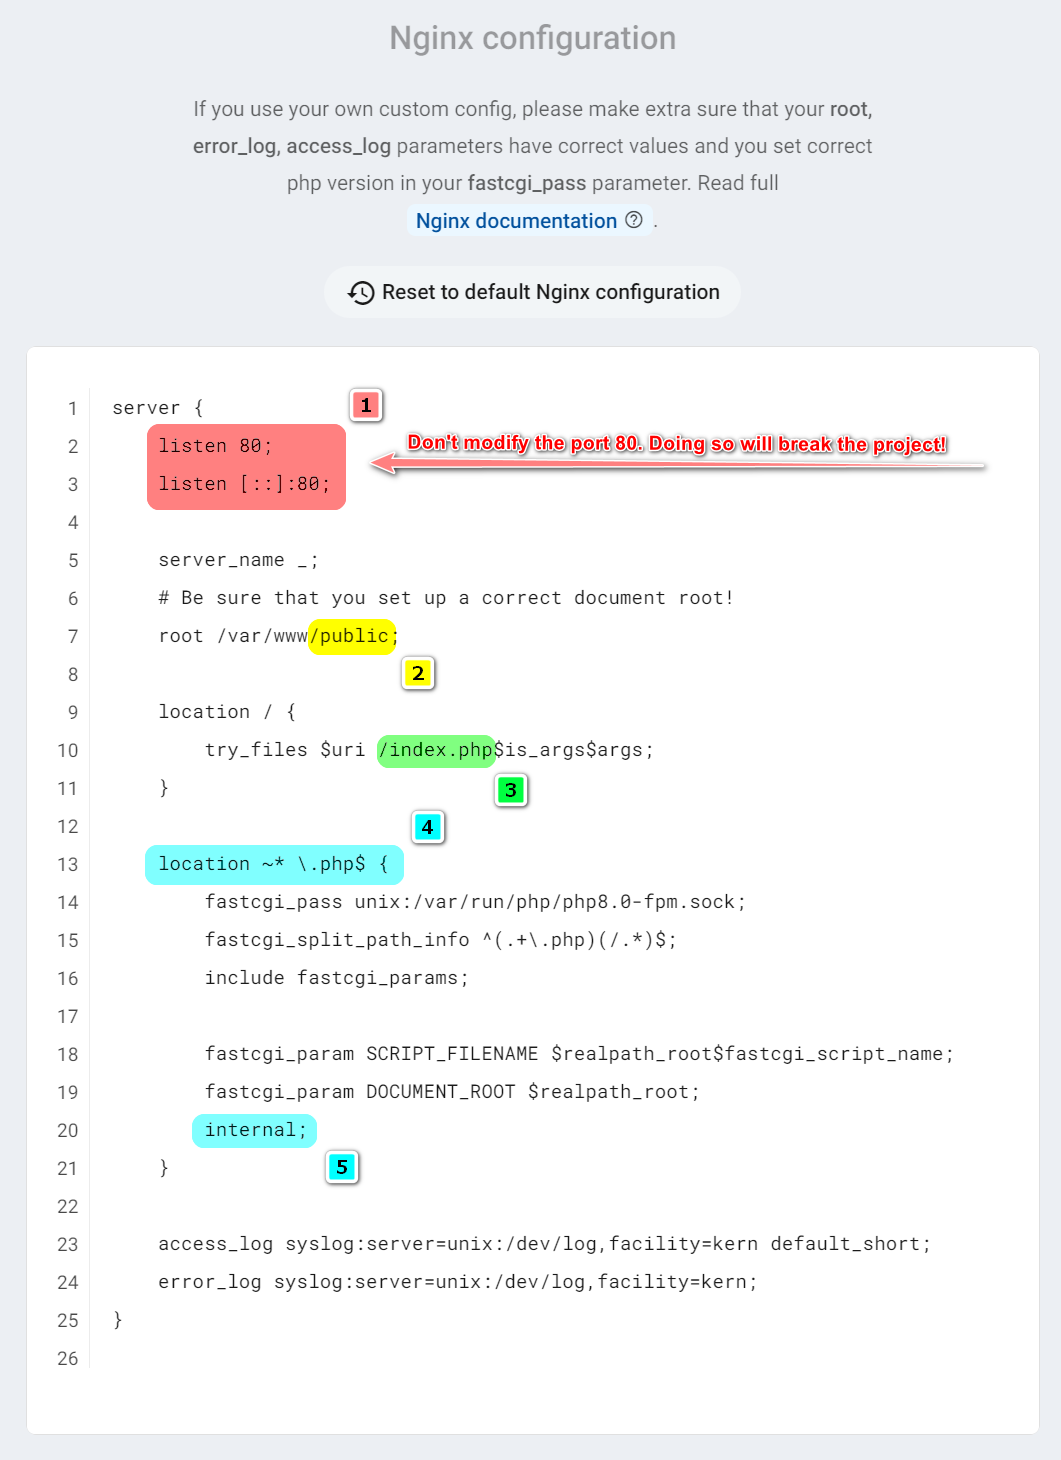 Nginx configuration
If you use your own custom config, please make extra sure that your root,
error_log, access_log parameters have correct values and you set correct
php version in your fastcgi_pass parameter. Read full
Nginx documentation ?.
Reset to default Nginx configuration
1 server { 1
2 listen 80; Don't modify the port 80. Doing so will break the project!
3 listen [::]:80;
4
5 server_name _;
6 # Be sure that you set up a correct document root!
7 root /var/www/public;
8 2
9 location / {
10 try_files $uri /index.php$is_args$args;
11 } 3
12 4
13 location ~* \.php$ {
14 fastcgi_pass unix:/var/run/php/php8.0-fpm.sock;
15 fastcgi_split_path_info ^(.+\.php)(/.*)$;
16 include fastcgi_params;
17
18 fastcgi_param SCRIPT_FILENAME $realpath_root$fastcgi_script_name;
19 fastcgi_param DOCUMENT_ROOT $realpath_root;
20 internal;
21 } 5
22
23 access_log syslog:server=unix:/dev/log,facility=kern default_short;
24 error_log syslog:server=unix:/dev/log,facility=kern;
25 }
26